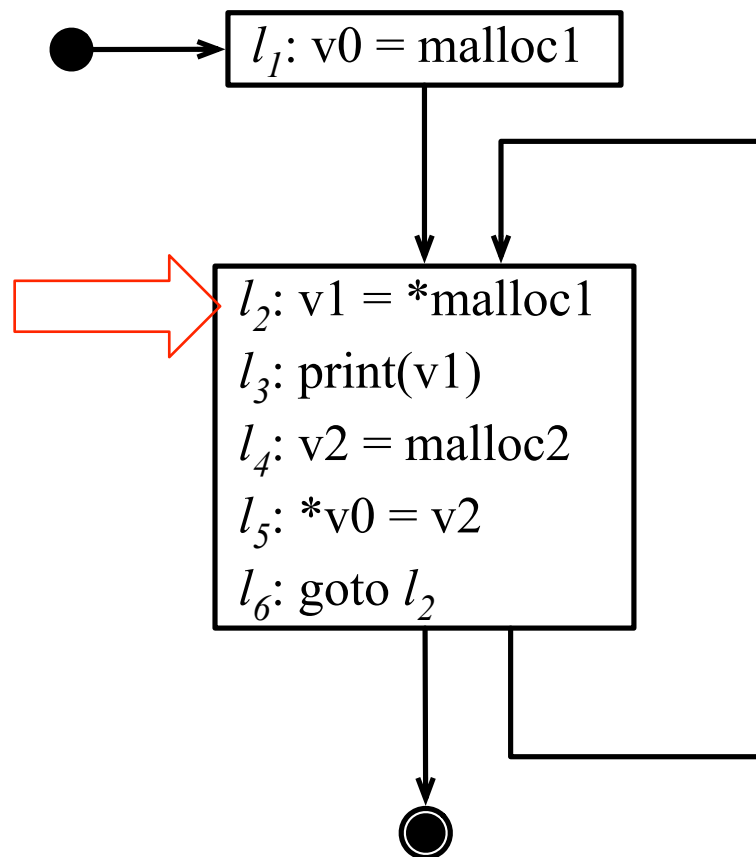 l₁: v0 = malloc1
l₂: v1 = *malloc1
l₃: print(v1)
l₄: v2 = malloc2
l₅: *v0 = v2
l₆: goto l₂